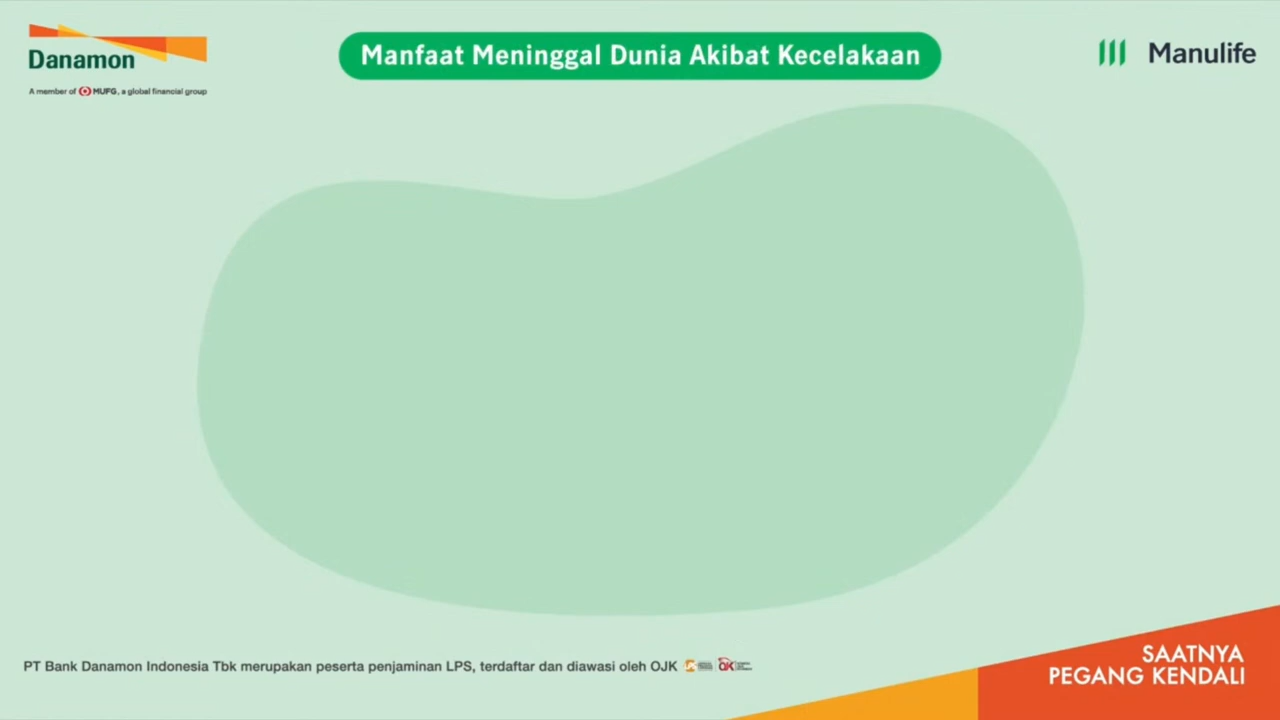 Danamon
A member of MUFG, a global financial group
Manfaat Meninggal Dunia Akibat Kecelakaan
Manulife
PT Bank Danamon Indonesia Tbk merupakan peserta penjaminan LPS, terdaftar dan diawasi oleh OJK
SAATNYA
PEGANG KENDALI